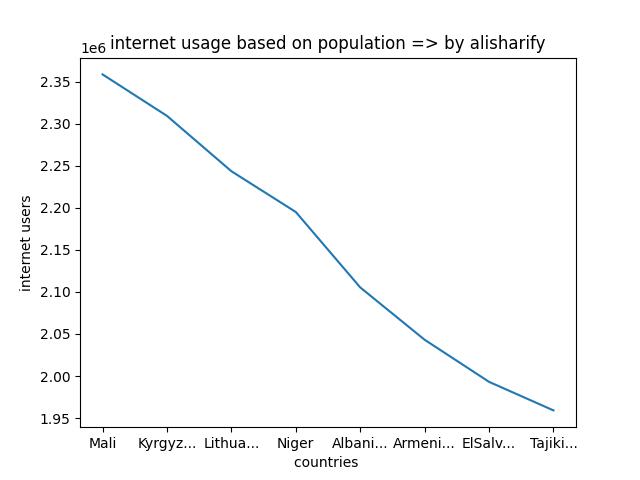 1e6 internet usage based on population => by alisharify
2.35
2.30
2.25
2.20
2.15
2.10
2.05
2.00
1.95
internet users
Mali Kyrgyz... Lithua... Niger Albani... Armeni... ElSalv... Tajiki...
countries